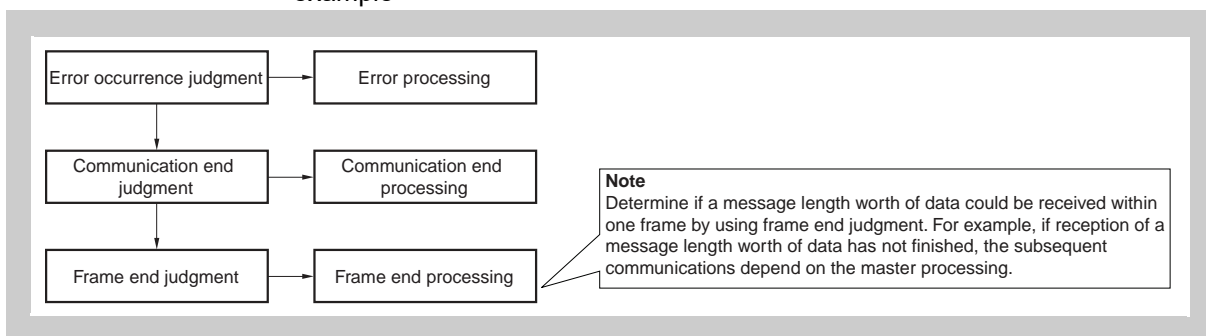 example
Error occurrence judgment
Error processing
Communication end
judgment
Communication end
processing
Note
Determine if a message length worth of data could be received within
one frame by using frame end judgment. For example, if reception of a
message length worth of data has not finished, the subsequent
communications depend on the master processing.
Frame end judgment
Frame end processing